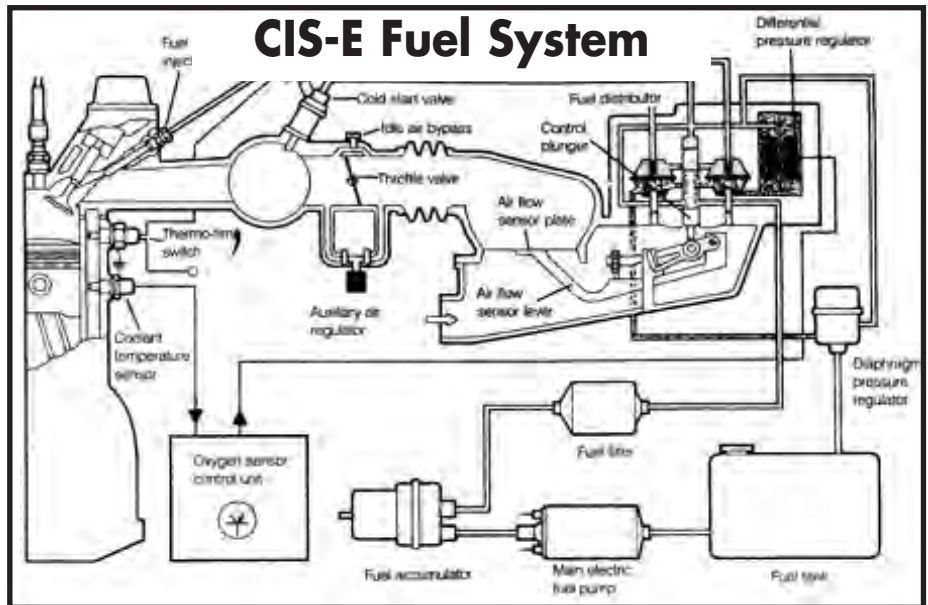 CIS-E Fuel System
Differential
pressure regulator
Fuel
inject
Cold start valve
Fuel distributor
Idle air bypass
Control
plunger
Throttle valve
Air flow
sensor plate
Thermo-time
switch
Air flow
sensor lever
Auxiliary air
regulator
Coolant
temperature
sensor
Diaphragm
pressure
regulator
Oxygen sensor
control unit
Fuel filter
Fuel accumulator
Main electric
fuel pump
Fuel tank